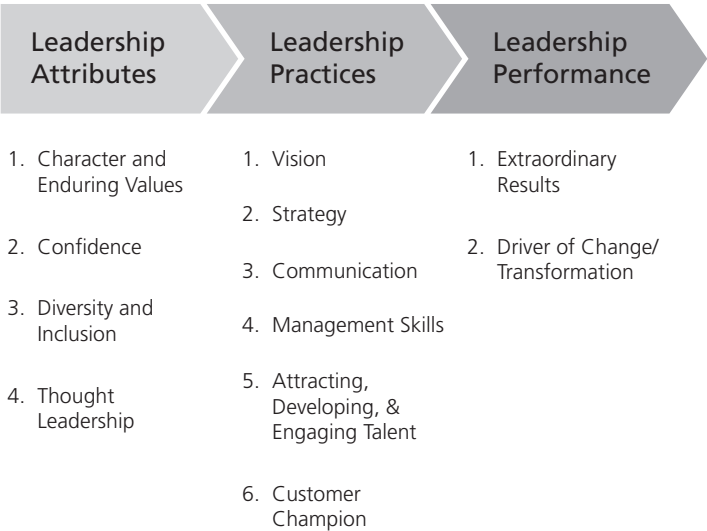 Leadership
Attributes
Leadership
Practices
Leadership
Performance
1. Character and
Enduring Values
2. Confidence
3. Diversity and
Inclusion
4. Thought
Leadership
1. Vision
2. Strategy
3. Communication
4. Management Skills
5. Attracting,
Developing, &
Engaging Talent
6. Customer
Champion
1. Extraordinary
Results
2. Driver of Change/
Transformation